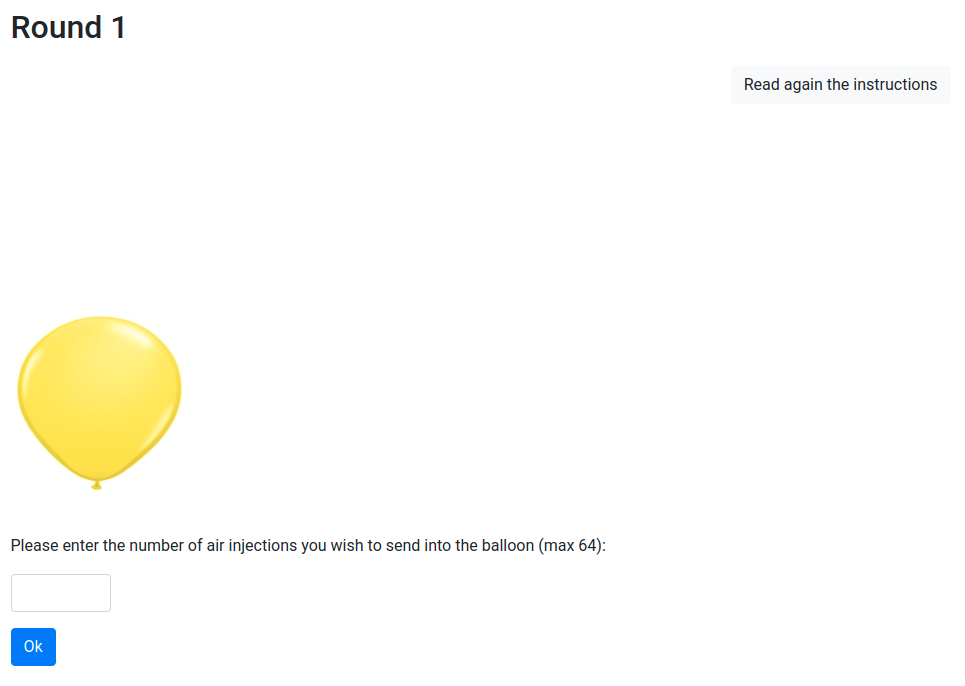 Round 1
Read again the instructions
Please enter the number of air injections you wish to send into the balloon (max 64):
Ok